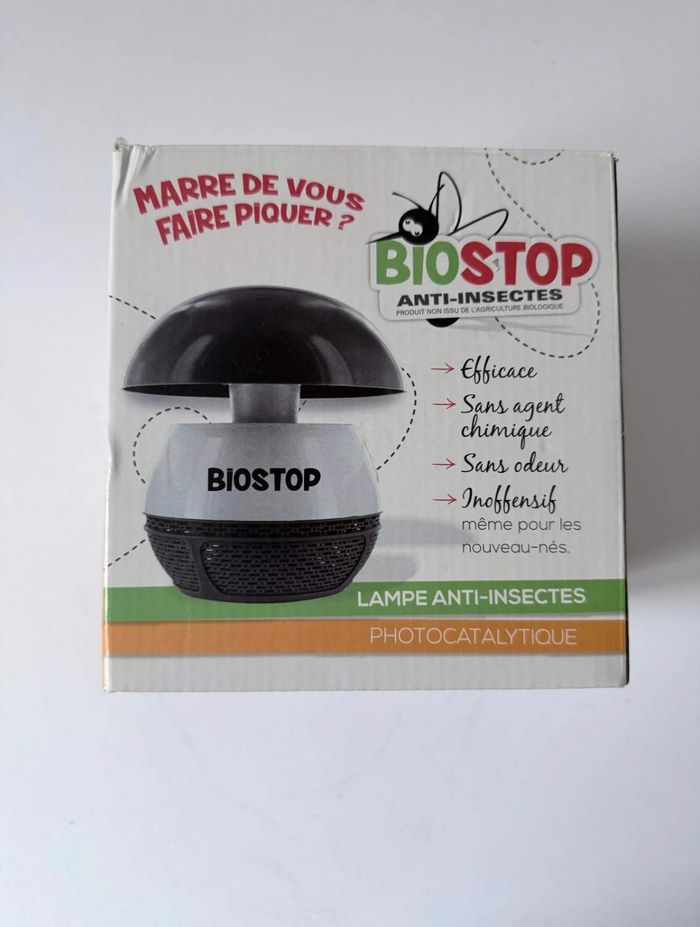 MARRE DE VOUS
FAIRE PIQUER ?
BIOSTOP
ANTI-INSECTES
PRODUIT NON ISSU DE L'AGRICULTURE BIOLOGIQUE
→ Efficace
→ Sans agent
chimique
→ Sans odeur
→ Inoffensif
même pour les
nouveau-nés.
BIOSTOP
LAMPE ANTI-INSECTES
PHOTOCATALYTIQUE